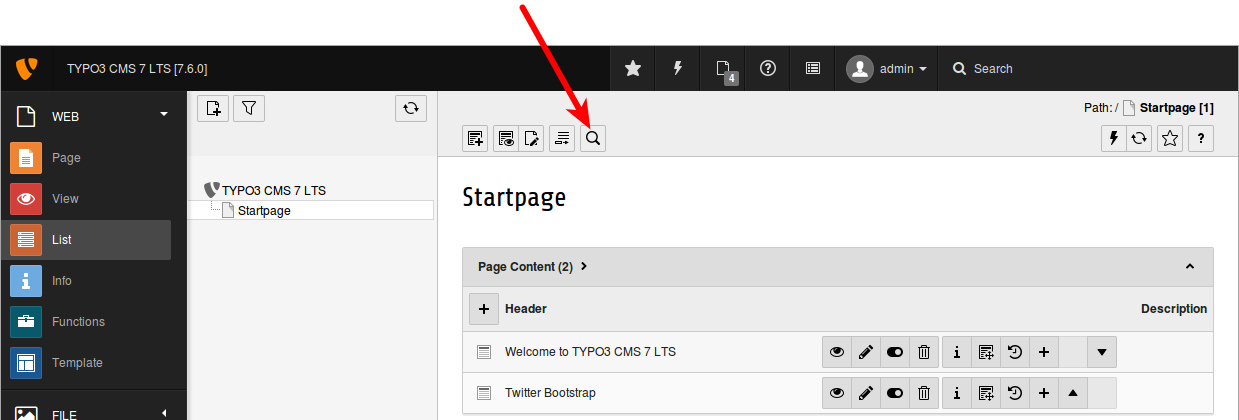 TYPO3 CMS 7 LTS [7.6.0]
4
admin
Search
WEB
Page
View
List
Info
Functions
Template
FILE
TYPO3 CMS 7 LTS
Startpage
Path: / Startpage [1]
?
Startpage
Page Content (2)
Header Description
Welcome to TYPO3 CMS 7 LTS
Twitter Bootstrap